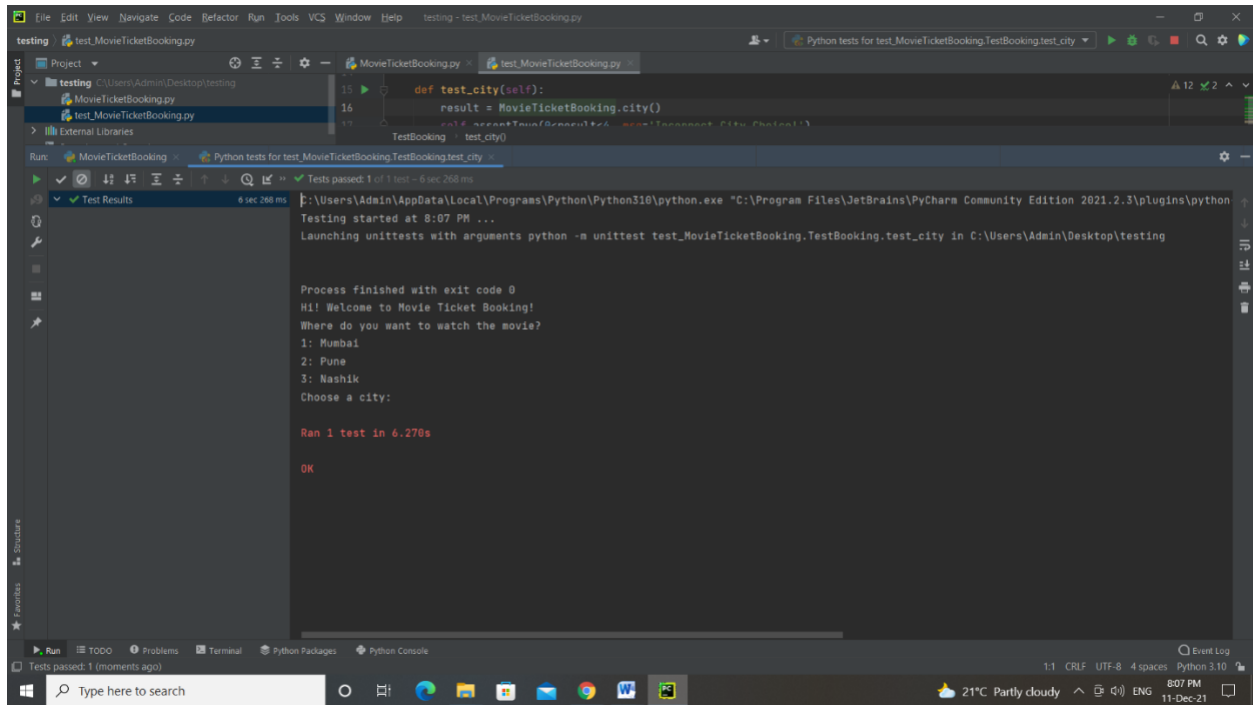 File Edit View Navigate Code Refactor Run Tools VCS Window Help testing - test_MovieTicketBooking.py
testing test_MovieTicketBooking.py Python tests for test_MovieTicketBooking.TestBooking.test_city
Project MovieTicketBooking.py test_MovieTicketBooking.py
Project
testing C:\Users\Admin\Desktop\testing
MovieTicketBooking.py
test_MovieTicketBooking.py
External Libraries
15 def test_city(self):
12 2
16 result = MovieTicketBooking.city()
TestBooking test_city()
Run: MovieTicketBooking Python tests for test_MovieTicketBooking.TestBooking.test_city
Tests passed: 1 of 1 test – 6 sec 268 ms
Test Results 6 sec 268 ms
C:\Users\Admin\AppData\Local\Programs\Python\Python310\python.exe "C:\Program Files\JetBrains\PyCharm Community Edition 2021.2.3\plugins\python
Testing started at 8:07 PM ...
Launching unittests with arguments python -m unittest test_MovieTicketBooking.TestBooking.test_city in C:\Users\Admin\Desktop\testing
Process finished with exit code 0
Hi! Welcome to Movie Ticket Booking!
Where do you want to watch the movie?
1: Mumbai
2: Pune
3: Nashik
Choose a city:
Ran 1 test in 6.270s
OK
Structure
Favorites
Run TODO Problems Terminal Python Packages Python Console Event Log
Tests passed: 1 (moments ago) 1:1 CRLF UTF-8 4 spaces Python 3.10
Type here to search 21°C Partly cloudy ENG 8:07 PM
11-Dec-21